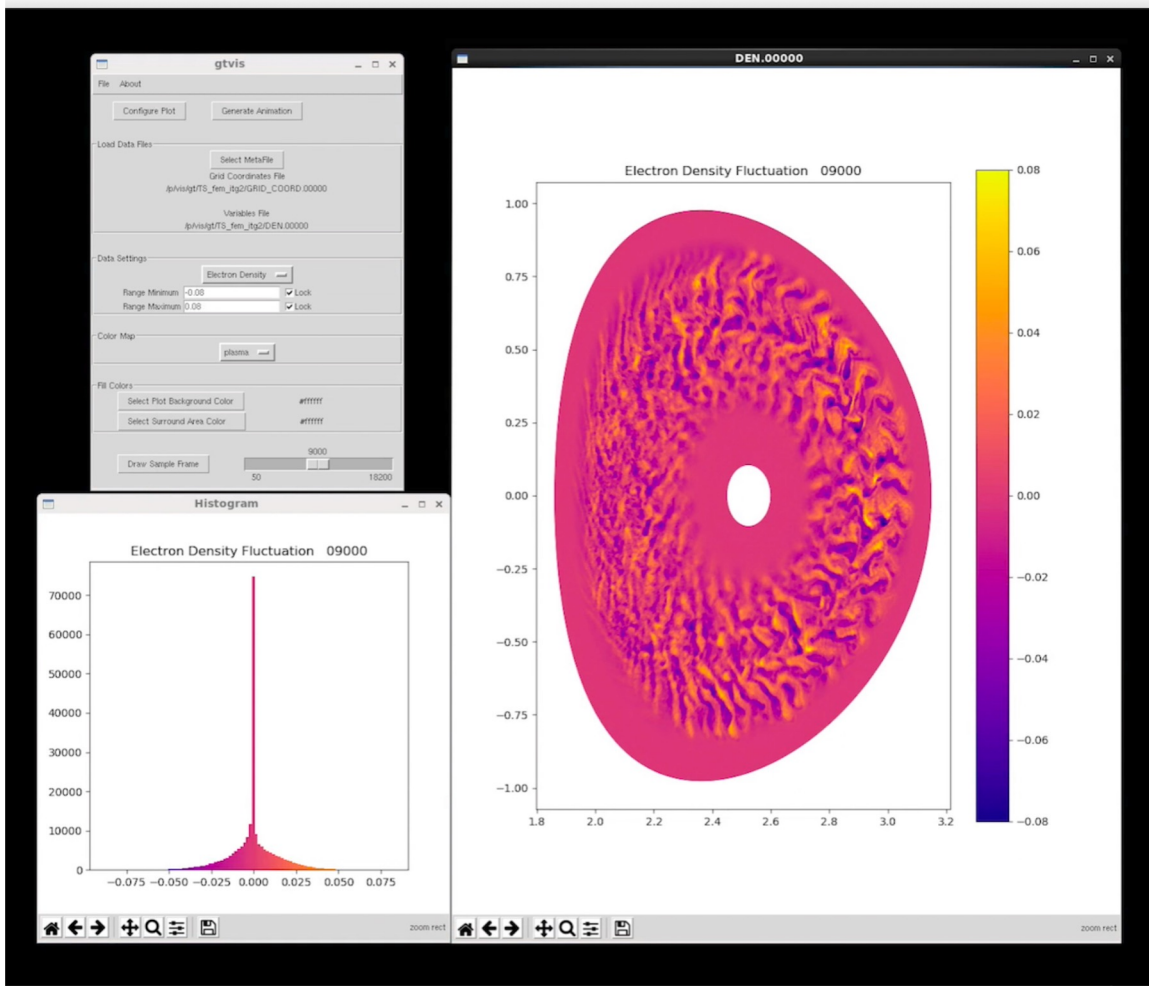 gtvis
File About
Configure Plot Generate Animation
Load Data Files
Select MetaFile
Grid Coordinates File
/p/vis/gt/TS_fem_itg2/GRID_COORD.00000
Variables File
/p/vis/gt/TS_fem_itg2/DEN.00000
Data Settings
Electron Density
Range Minimum -0.08 Lock
Range Maximum 0.08 Lock
Color Map
plasma
Fill Colors
Select Plot Background Color #ffffff
Select Surround Area Color #ffffff
9000
Draw Sample Frame
50 18200
Histogram
Electron Density Fluctuation 09000
70000
60000
50000
40000
30000
20000
10000
0
−0.075 −0.050 −0.025 0.000 0.025 0.050 0.075
zoom rect
DEN.00000
Electron Density Fluctuation 09000
1.00
0.75
0.50
0.25
0.00
−0.25
−0.50
−0.75
−1.00
1.8 2.0 2.2 2.4 2.6 2.8 3.0 3.2
0.08
0.06
0.04
0.02
0.00
−0.02
−0.04
−0.06
−0.08
zoom rect